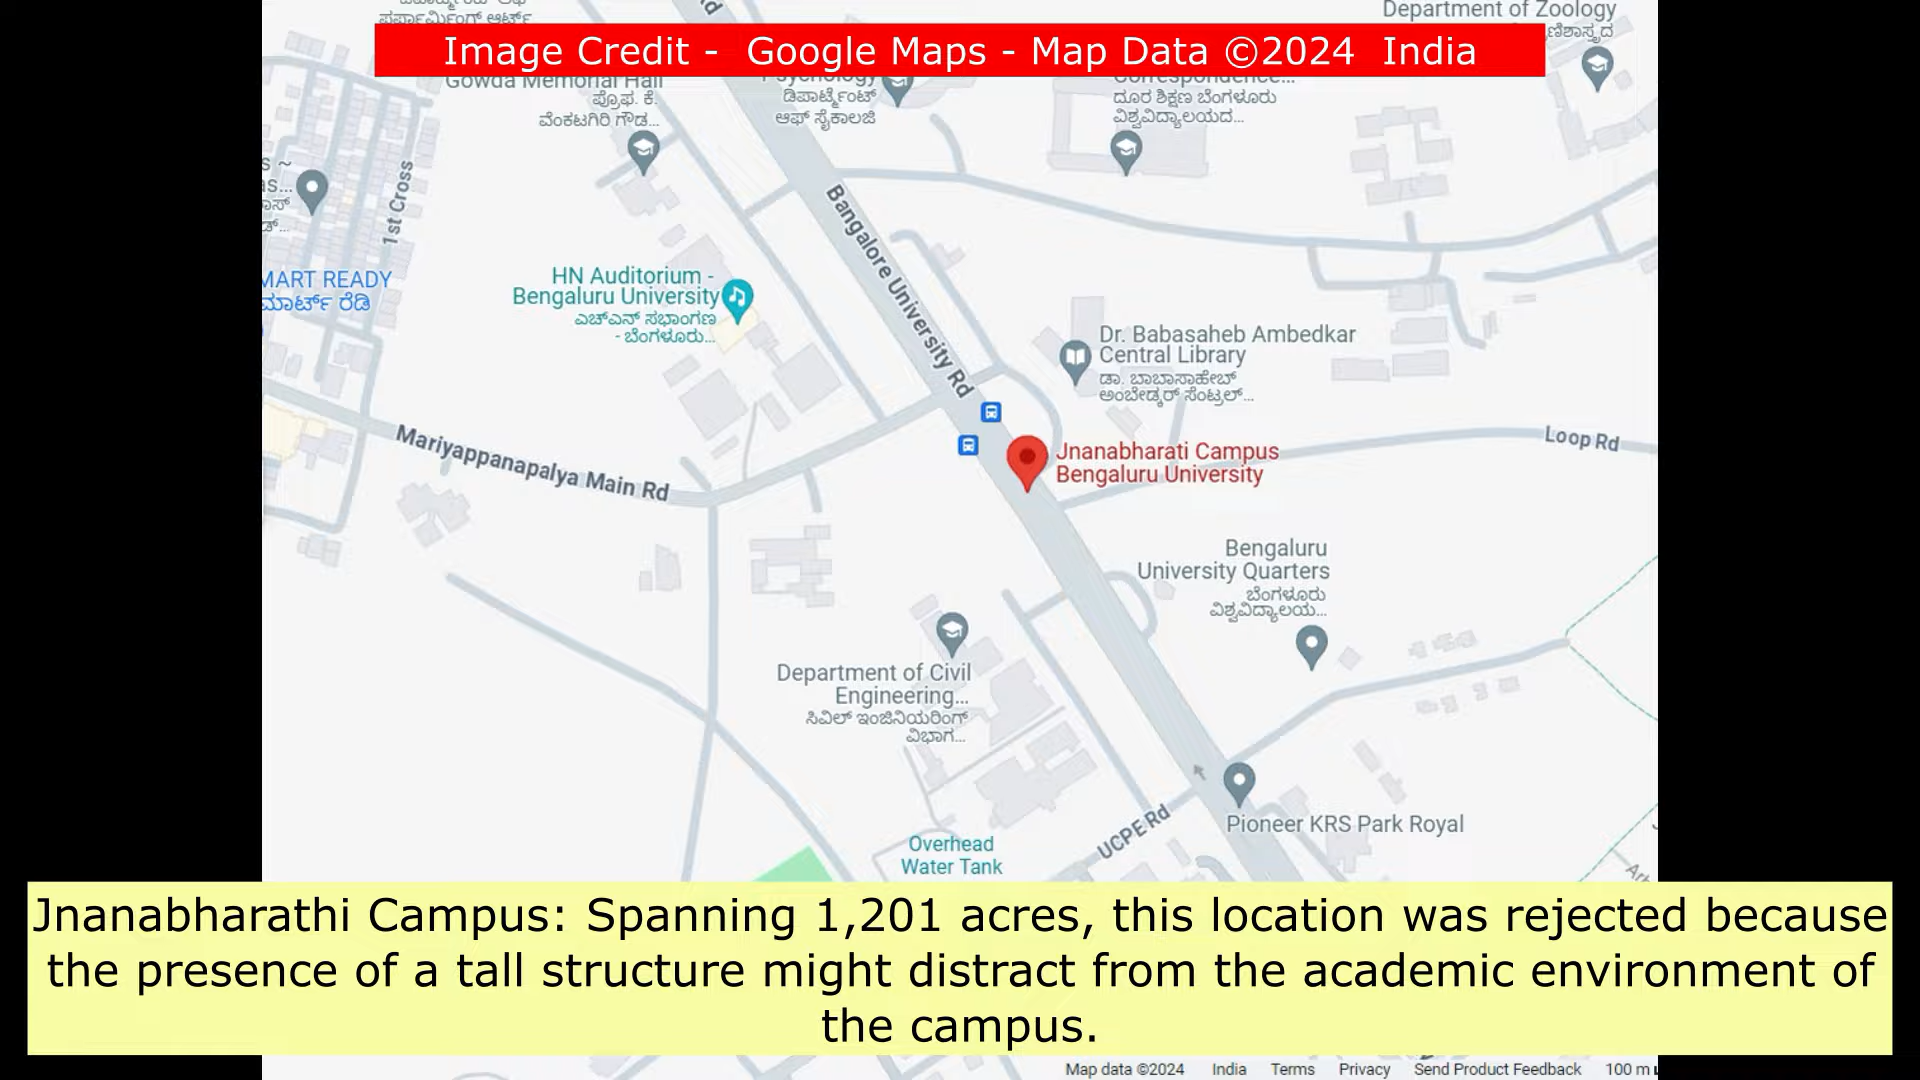 Rd
ಪರ್ಫಾರ್ಮಿಂಗ್ ಆರ್ಟ್ಸ್
Department of Zoology
Image Credit -  Google Maps - Map Data ©2024  India
Gowda Memorial Hall
ಪ್ರೊಫ. ಕೆ.
ವೆಂಕಟಗಿರಿ ಗೌಡ...
Psychology
ಡಿಪಾರ್ಟ್ಮೆಂಟ್
ಆಫ್ ಸೈಕಾಲಜಿ
Correspondence...
ದೂರ ಶಿಕ್ಷಣ ಬೆಂಗಳೂರು
ವಿಶ್ವವಿದ್ಯಾಲಯದ...
1st Cross
Bangalore University Rd
MART READY
ಮಾರ್ಟ್ ರೆಡಿ
HN Auditorium -
Bengaluru University
ಎಚ್ಎನ್ ಸಭಾಂಗಣ
- ಬೆಂಗಳೂರು...
Dr. Babasaheb Ambedkar
Central Library
ಡಾ. ಬಾಬಾಸಾಹೇಬ್
ಅಂಬೇಡ್ಕರ್ ಸೆಂಟ್ರಲ್...
Mariyappanapalya Main Rd
Loop Rd
Jnanabharati Campus
Bengaluru University
Bengaluru
University Quarters
ಬೆಂಗಳೂರು
ವಿಶ್ವವಿದ್ಯಾಲಯ...
Department of Civil
Engineering...
ಸಿವಿಲ್ ಇಂಜಿನಿಯರಿಂಗ್
ವಿಭಾಗ...
Pioneer KRS Park Royal
UCPE Rd
Overhead
Water Tank
Jnanabharathi Campus: Spanning 1,201 acres, this location was rejected because
the presence of a tall structure might distract from the academic environment of
the campus.
Map data ©2024 India Terms Privacy Send Product Feedback 100 m